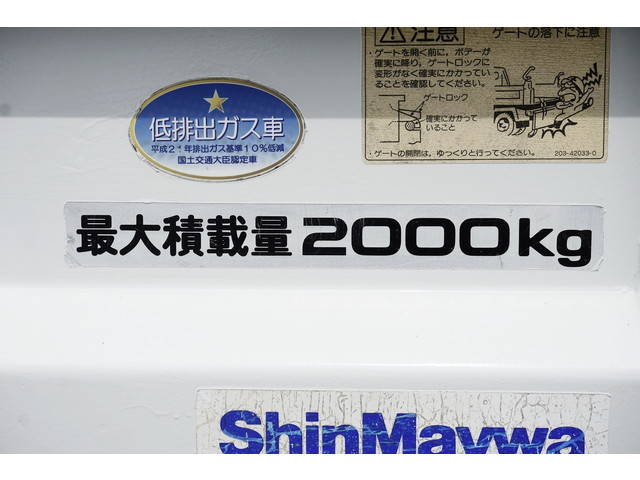 ⚠注意 ゲートの落下に注意
・ゲートを開く前に、ボデーが
確実に降り、ゲートロックに
変形がなく確実にかかってい
ることを確認してください。
ゲートロック
確実にかかって
いること
・ゲートの開閉は、ゆっくりと行ってください。
203-42033-0
低排出ガス車
平成21年排出ガス基準10%低減
国土交通大臣認定車
最大積載量2000kg
ShinMaywa